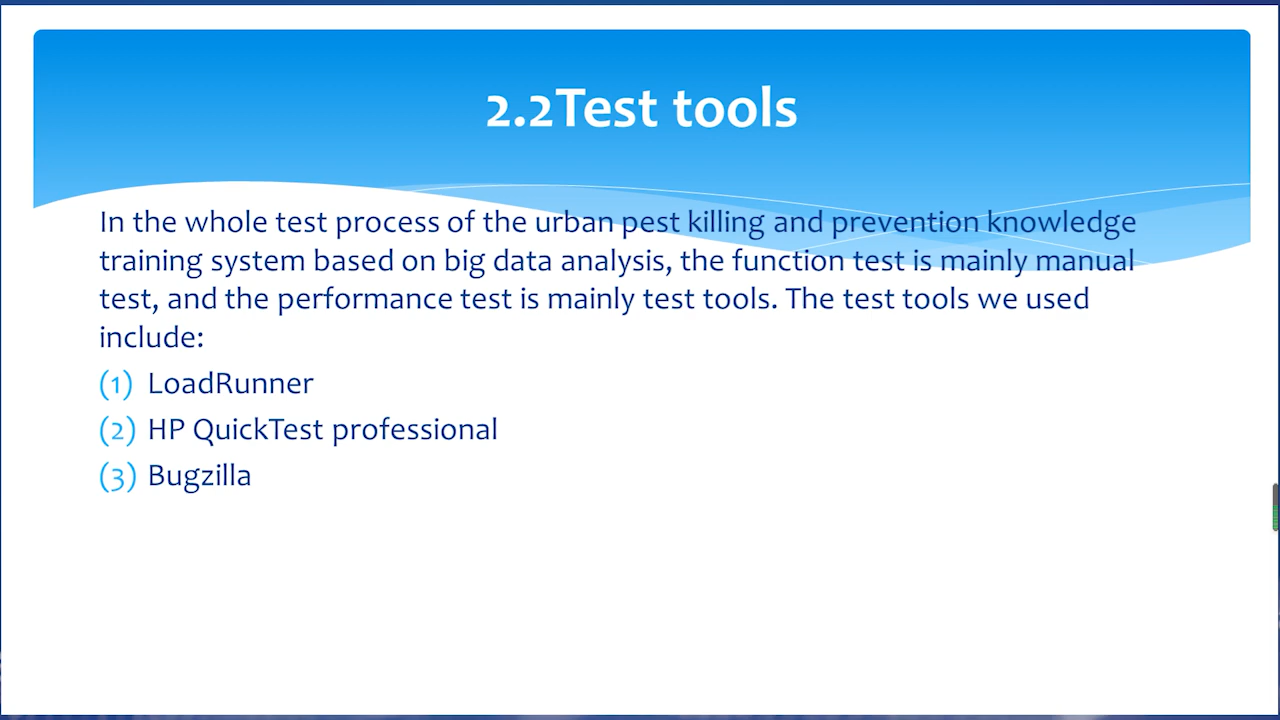 2.2Test tools
In the whole test process of the urban pest killing and prevention knowledge
training system based on big data analysis, the function test is mainly manual
test, and the performance test is mainly test tools. The test tools we used
include:
(1) LoadRunner
(2) HP QuickTest professional
(3) Bugzilla